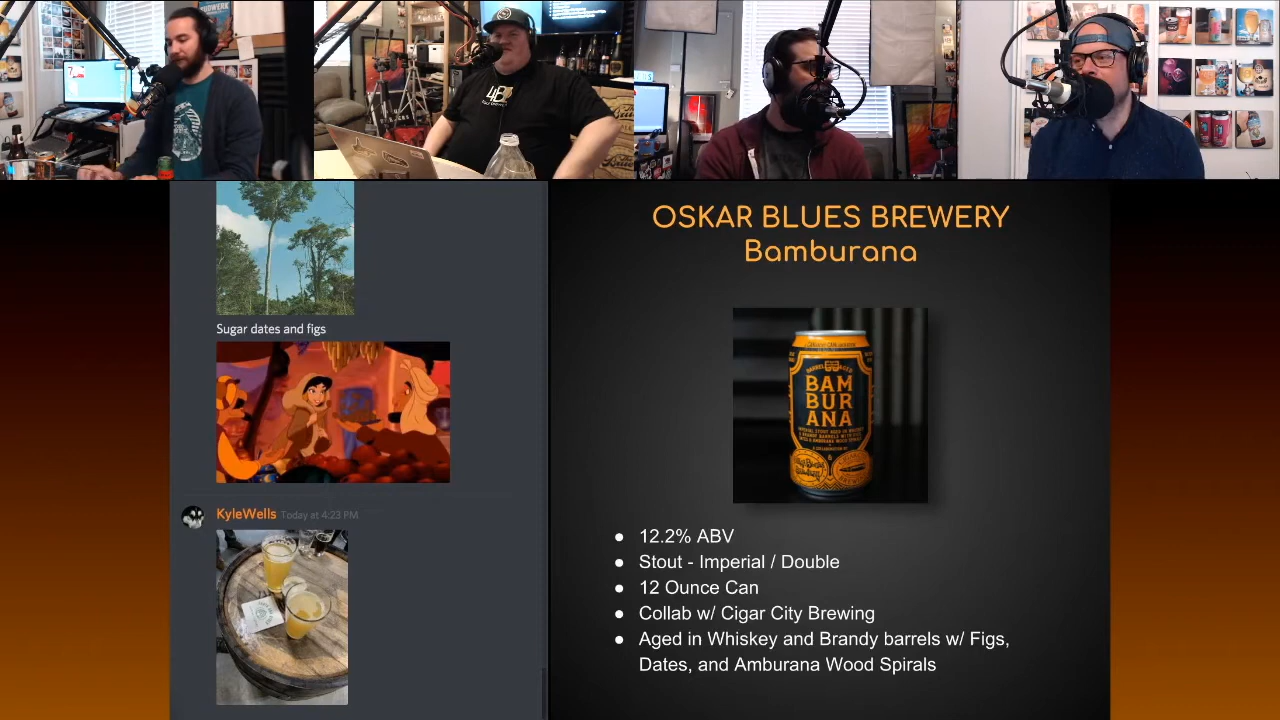 OSKAR BLUES BREWERY
Bamburana
Sugar dates and figs
BARREL AGED
BAM
BUR
ANA
KyleWells Today at 4:23 PM
● 12.2% ABV
● Stout - Imperial / Double
● 12 Ounce Can
● Collab w/ Cigar City Brewing
● Aged in Whiskey and Brandy barrels w/ Figs,
Dates, and Amburana Wood Spirals